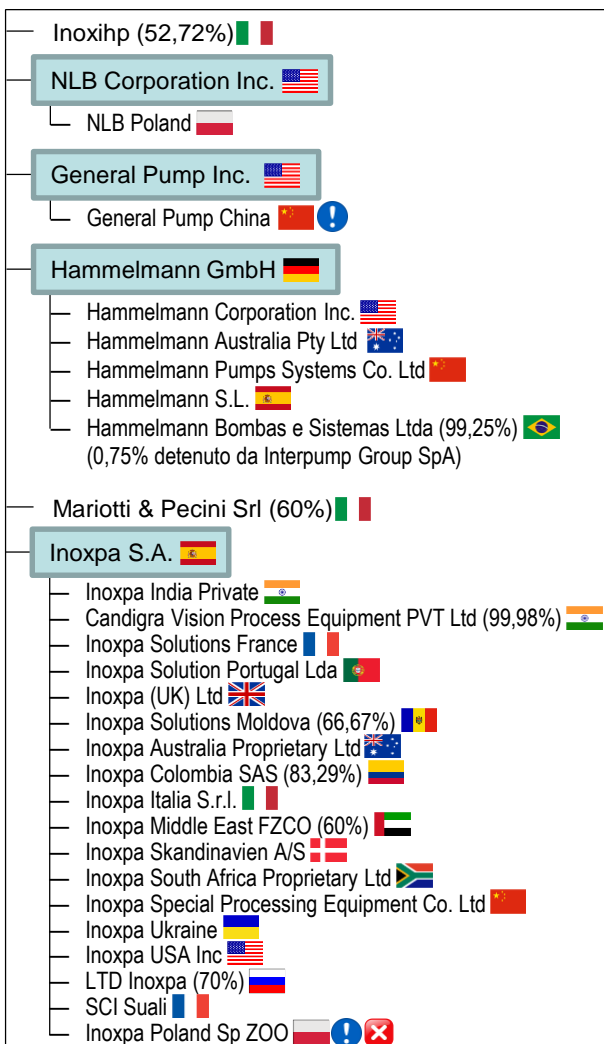 Inoxihp (52,72%)
NLB Corporation Inc.
NLB Poland
General Pump Inc.
General Pump China
Hammelmann GmbH
Hammelmann Corporation Inc.
Hammelmann Australia Pty Ltd
Hammelmann Pumps Systems Co. Ltd
Hammelmann S.L.
Hammelmann Bombas e Sistemas Ltda (99,25%)
(0,75% detenuto da Interpump Group SpA)
Mariotti & Pecini Srl (60%)
Inoxpa S.A.
Inoxpa India Private
Candigra Vision Process Equipment PVT Ltd (99,98%)
Inoxpa Solutions France
Inoxpa Solution Portugal Lda
Inoxpa (UK) Ltd
Inoxpa Solutions Moldova (66,67%)
Inoxpa Australia Proprietary Ltd
Inoxpa Colombia SAS (83,29%)
Inoxpa Italia S.r.l.
Inoxpa Middle East FZCO (60%)
Inoxpa Skandinavien A/S
Inoxpa South Africa Proprietary Ltd
Inoxpa Special Processing Equipment Co. Ltd
Inoxpa Ukraine
Inoxpa USA Inc
LTD Inoxpa (70%)
SCI Suali
Inoxpa Poland Sp ZOO